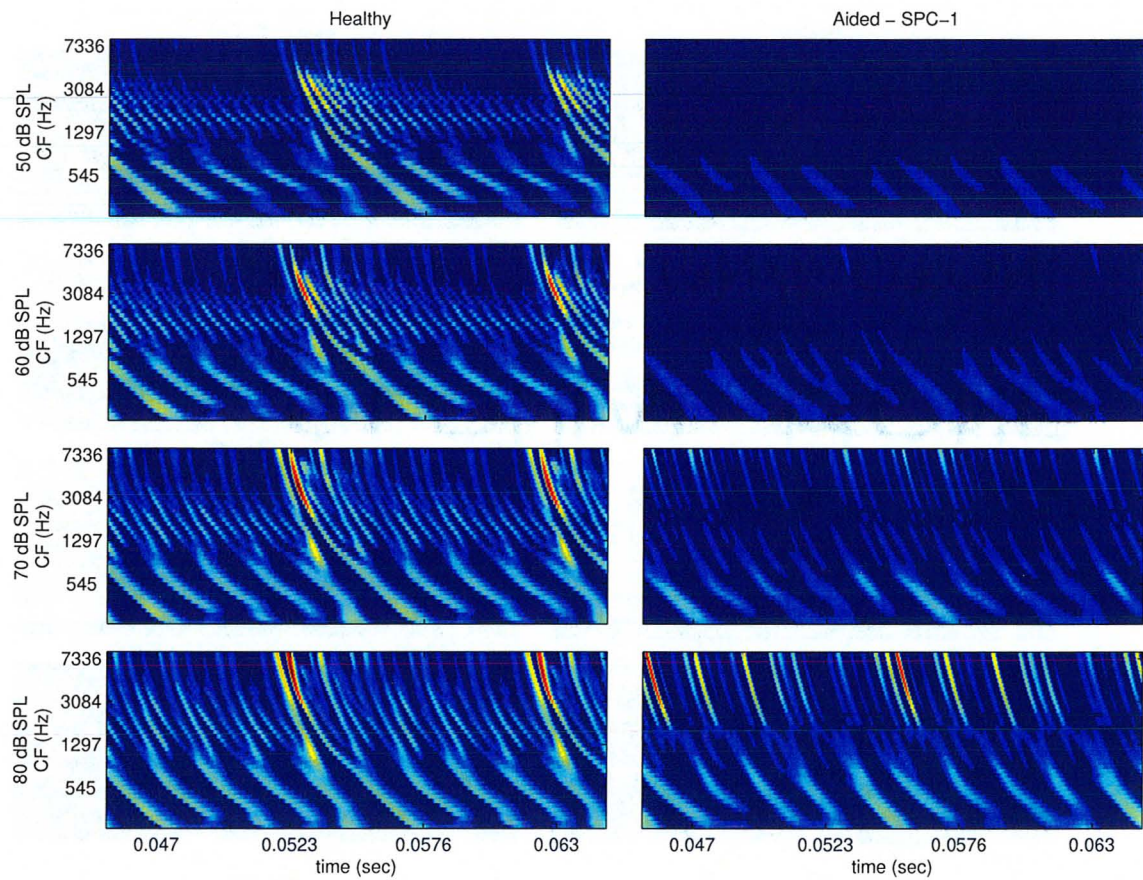 Healthy
Aided – SPC–1
50 dB SPL
CF (Hz)
7336
3084
1297
545
60 dB SPL
CF (Hz)
7336
3084
1297
545
70 dB SPL
CF (Hz)
7336
3084
1297
545
80 dB SPL
CF (Hz)
7336
3084
1297
545
0.047 0.0523 0.0576 0.063
time (sec)
0.047 0.0523 0.0576 0.063
time (sec)